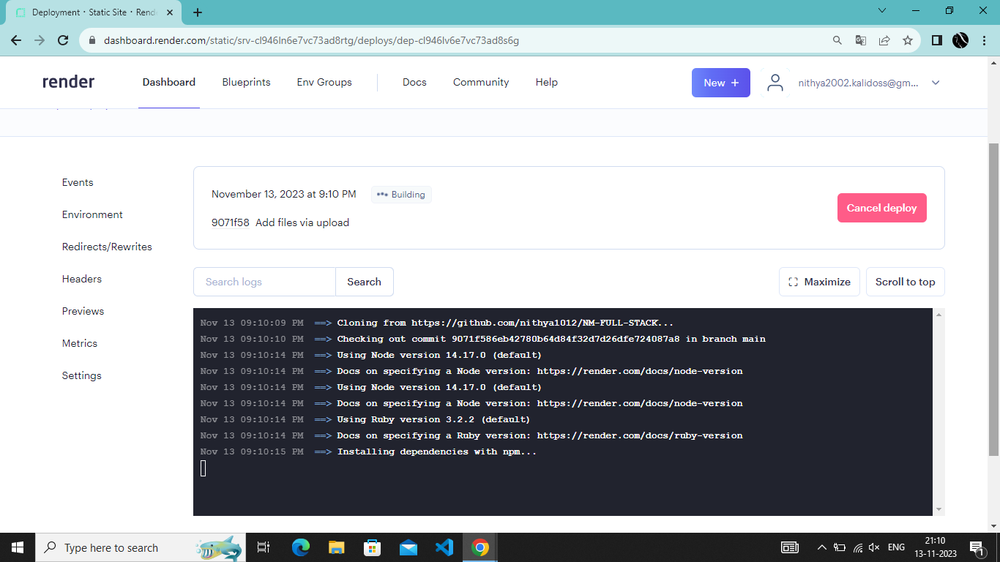 Deployment · Static Site · Rende
dashboard.render.com/static/srv-cl946ln6e7vc73ad8rtg/deploys/dep-cl946lv6e7vc73ad8s6g
render Dashboard Blueprints Env Groups Docs Community Help New + nithya2002.kalidoss@gm...
Events
Environment
Redirects/Rewrites
Headers
Previews
Metrics
Settings
November 13, 2023 at 9:10 PM Building
Cancel deploy
9071f58 Add files via upload
Search logs Search Maximize Scroll to top
Nov 13 09:10:09 PM ==> Cloning from https://github.com/nithya1012/NM-FULL-STACK...
Nov 13 09:10:10 PM ==> Checking out commit 9071f586eb42780b64d84f32d7d26dfe724087a8 in branch main
Nov 13 09:10:14 PM ==> Using Node version 14.17.0 (default)
Nov 13 09:10:14 PM ==> Docs on specifying a Node version: https://render.com/docs/node-version
Nov 13 09:10:14 PM ==> Using Node version 14.17.0 (default)
Nov 13 09:10:14 PM ==> Docs on specifying a Node version: https://render.com/docs/node-version
Nov 13 09:10:14 PM ==> Using Ruby version 3.2.2 (default)
Nov 13 09:10:14 PM ==> Docs on specifying a Ruby version: https://render.com/docs/ruby-version
Nov 13 09:10:15 PM ==> Installing dependencies with npm...
Type here to search
ENG
21:10
13-11-2023
1